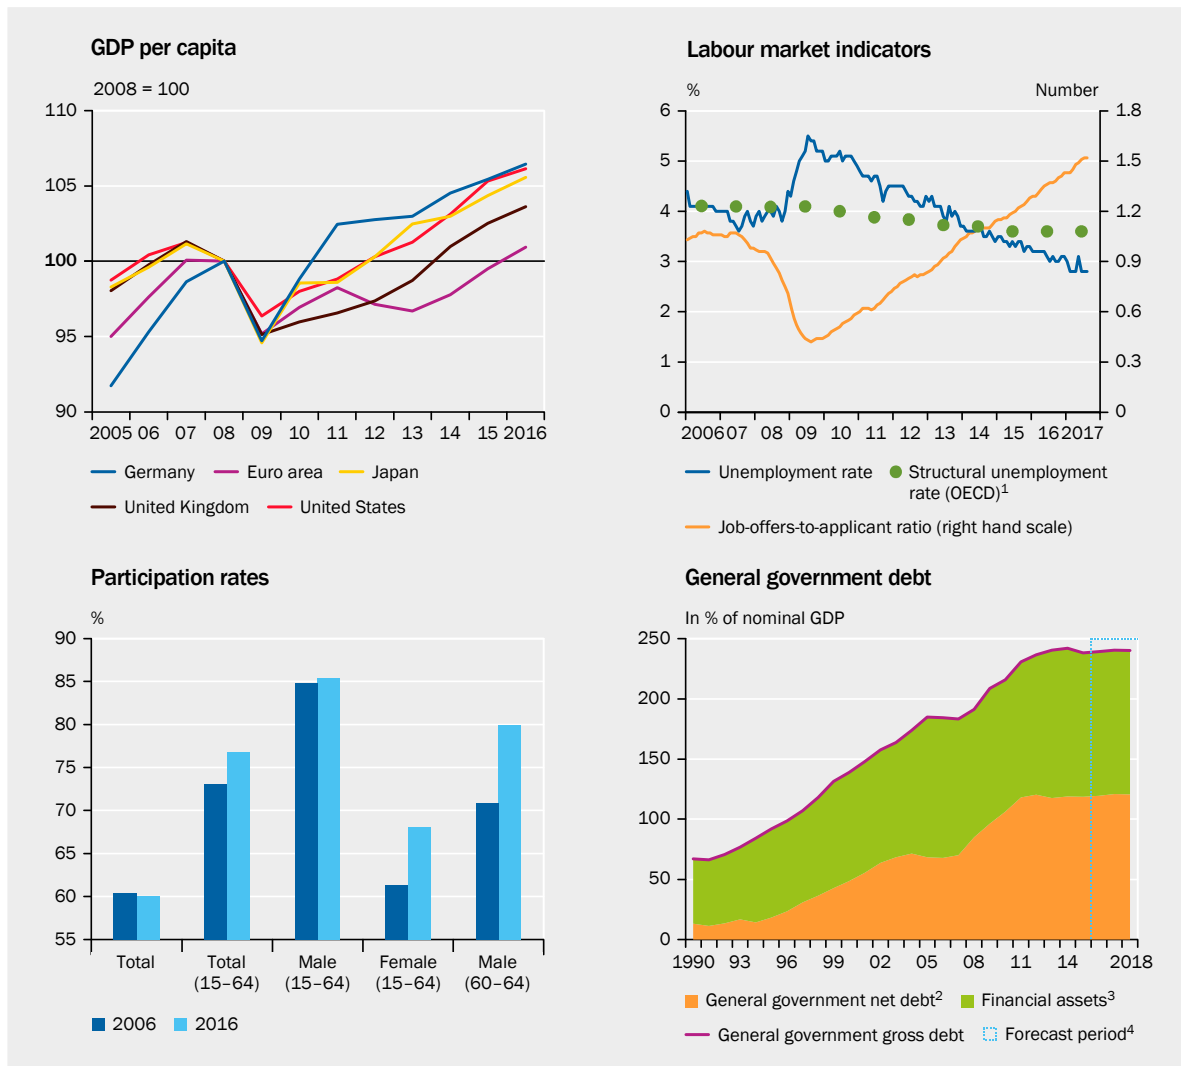 GDP per capita
2008 = 100
110
105
100
95
90
2005 06 07 08 09 10 11 12 13 14 15 2016
Germany Euro area Japan
United Kingdom United States
Labour market indicators
% Number
6 1.8
5 1.5
4 1.2
3 0.9
2 0.6
1 0.3
0 0
2006 07 08 09 10 11 12 13 14 15 16 2017
Unemployment rate Structural unemployment
rate (OECD)1
Job-offers-to-applicant ratio (right hand scale)
Participation rates
%
90
85
80
75
70
65
60
55
Total Total Male Female Male
(15–64) (15–64) (15–64) (60–64)
2006 2016
General government debt
In % of nominal GDP
250
200
150
100
50
0
1990 93 96 99 02 05 08 11 14 2018
General government net debt2 Financial assets3
General government gross debt Forecast period4